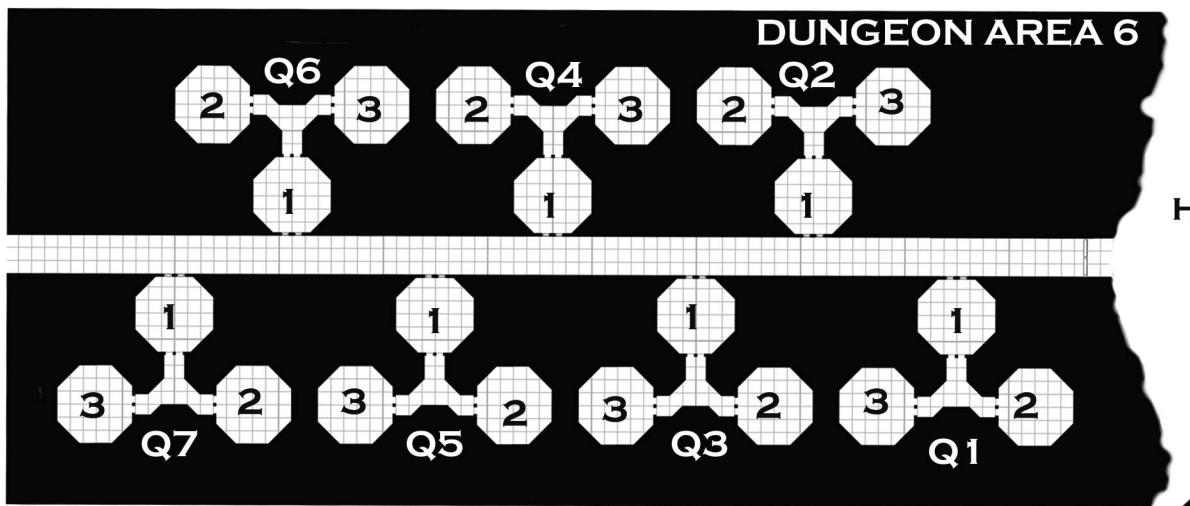 DUNGEON AREA 6
Q6 Q4 Q2
2 3 2 3 2 3
1 1 1
H
1 1 1 1
3 2 3 2 3 2 3 2
Q7 Q5 Q3 Q1